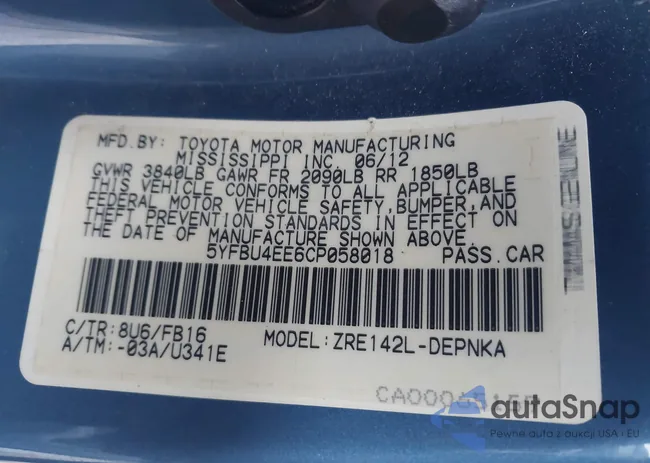 MFD.BY: TOYOTA MOTOR MANUFACTURING
MISSISSIPPI INC. 06/12
GVWR 3840LB GAWR FR 2090LB RR 1850LB
THIS VEHICLE CONFORMS TO ALL APPLICABLE
FEDERAL MOTOR VEHICLE SAFETY,BUMPER,AND
THEFT PREVENTION STANDARDS IN EFFECT ON
THE DATE OF MANUFACTURE SHOWN ABOVE.
5YFBU4EE6CP058018 PASS.CAR
C/TR:8U6/FB16 MODEL:ZRE142L-DEPNKA
A/TM:-03A/U341E
autoSnap
Pewne auta z aukcji USA i EU